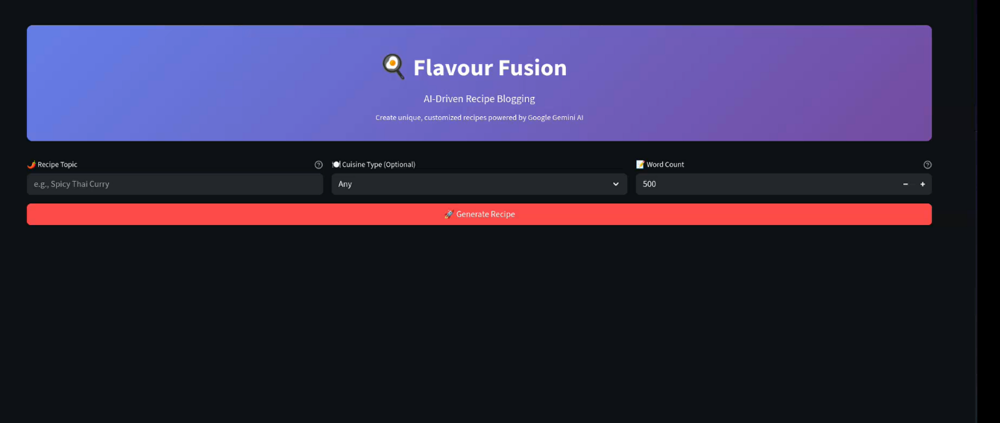 🍳 Flavour Fusion
AI-Driven Recipe Blogging
Create unique, customized recipes powered by Google Gemini AI
🌶️ Recipe Topic
🍽️ Cuisine Type (Optional)
📝 Word Count
e.g., Spicy Thai Curry
Any
500
🚀 Generate Recipe